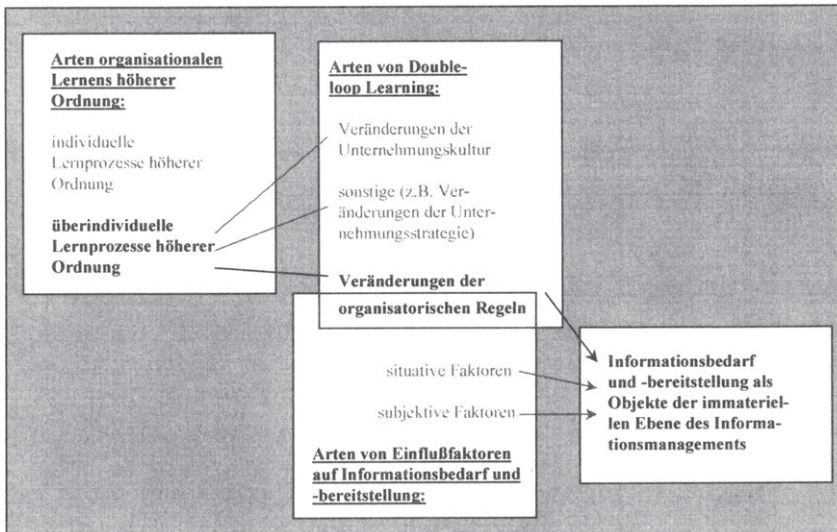 Arten organisationalen
Lernens höherer
Ordnung:
individuelle
Lernprozesse höherer
Ordnung
überindividuelle
Lernprozesse höherer
Ordnung
Arten von Double-
loop Learning:
Veränderungen der
Unternehmungskultur
sonstige (z.B. Ver-
änderungen der Unter-
nehmungsstrategie)
Veränderungen der
organisatorischen Regeln
situative Faktoren
subjektive Faktoren
Arten von Einflußfaktoren
auf Informationsbedarf und
-bereitstellung:
Informationsbedarf
und -bereitstellung als
Objekte der immateriel-
len Ebene des Informa-
tionsmanagements